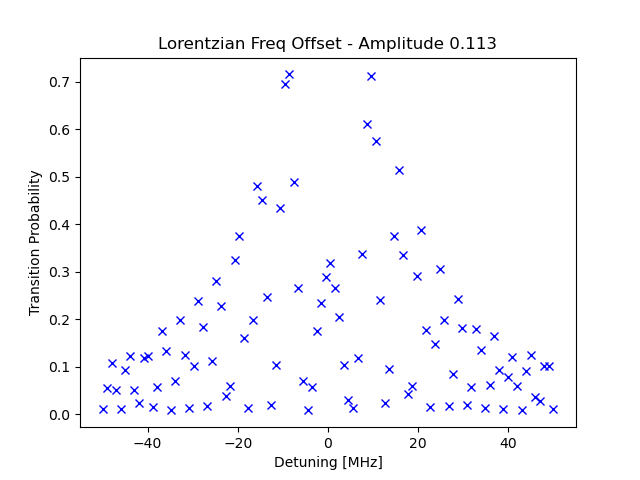 Lorentzian Freq Offset - Amplitude 0.113
Transition Probability
0.7
0.6
0.5
0.4
0.3
0.2
0.1
0.0
−40 −20 0 20 40
Detuning [MHz]